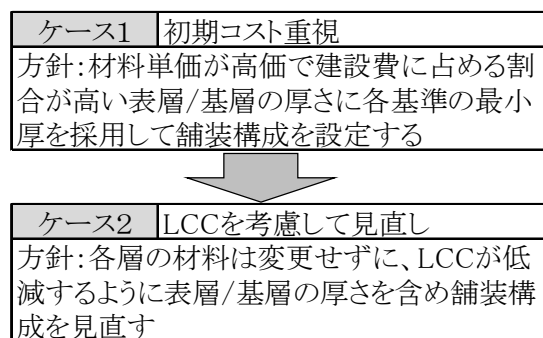 ケース1 初期コスト重視
方針:材料単価が高価で建設費に占める割
合が高い表層/基層の厚さに各基準の最小
厚を採用して舗装構成を設定する
ケース2 LCCを考慮して見直し
方針:各層の材料は変更せずに、LCCが低
減するように表層/基層の厚さを含め舗装構
成を見直す